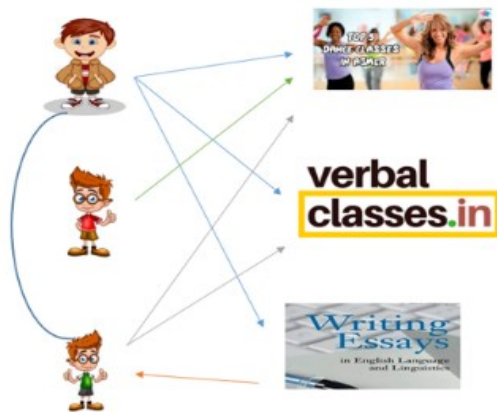 TOP 5
DANCE CLASSES
IN AJMER
verbal
classes.in
Writing
Essays
in English Language
and Linguistics